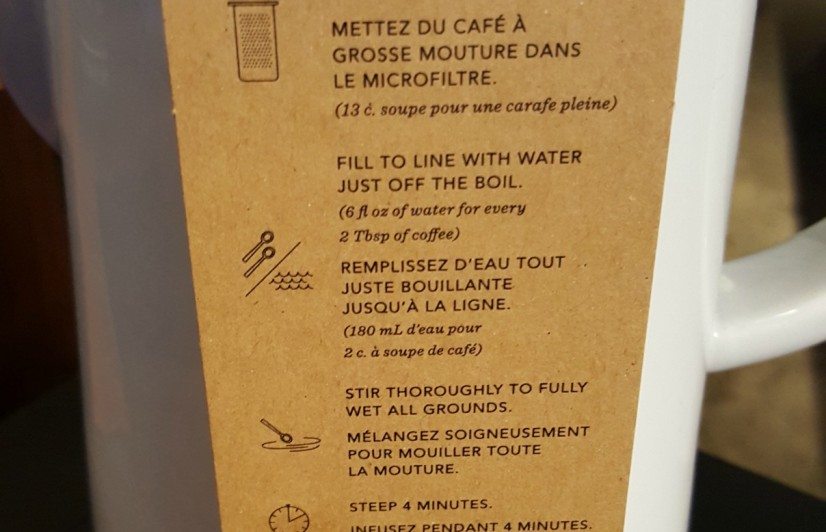 METTEZ DU CAFÉ À
GROSSE MOUTURE DANS
LE MICROFILTRE.
(13 c. soupe pour une carafe pleine)
FILL TO LINE WITH WATER
JUST OFF THE BOIL.
(6 fl oz of water for every
2 Tbsp of coffee)
REMPLISSEZ D'EAU TOUT
JUSTE BOUILLANTE
JUSQU'À LA LIGNE.
(180 mL d'eau pour
2 c. à soupe de café)
STIR THOROUGHLY TO FULLY
WET ALL GROUNDS.
MÉLANGEZ SOIGNEUSEMENT
POUR MOUILLER TOUTE
LA MOUTURE.
STEEP 4 MINUTES.
INFUSEZ PENDANT 4 MINUTES.